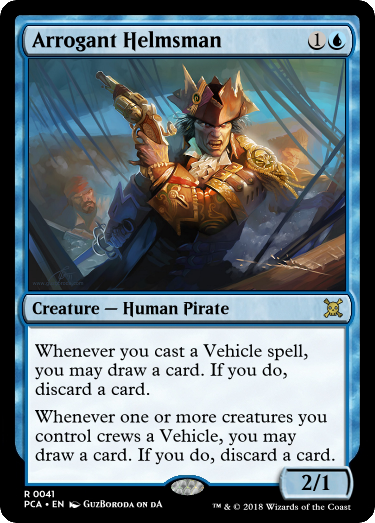 Arrogant Helmsman 1
Creature — Human Pirate
Whenever you cast a Vehicle spell,
you may draw a card. If you do,
discard a card.
Whenever one or more creatures you
control crews a Vehicle, you may
draw a card. If you do, discard a card.
2/1
R 0041
PCA • EN GuzBoroda on dA
™ & © 2018 Wizards of the Coast